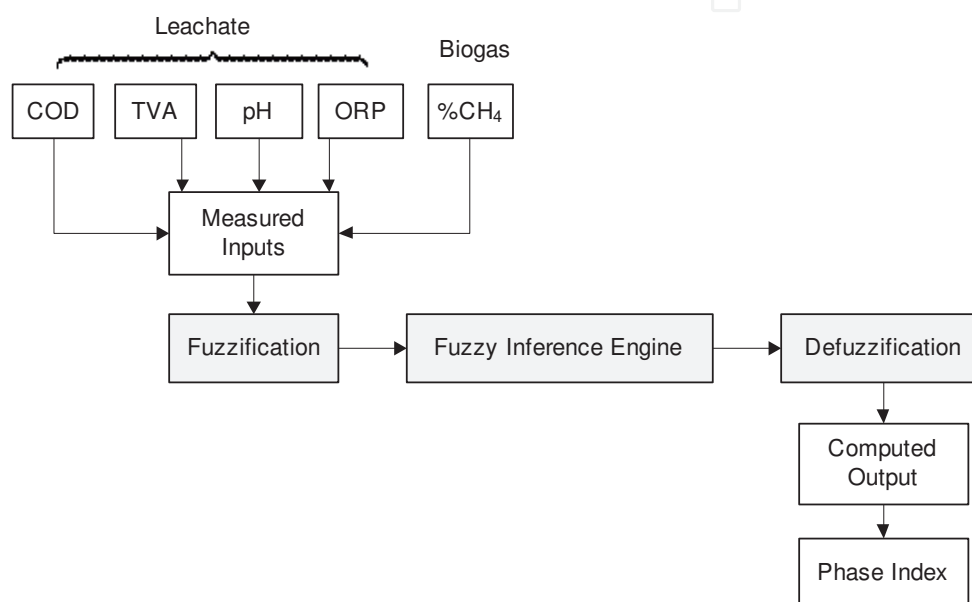 Leachate
Biogas
COD
TVA
pH
ORP
%CH₄
Measured
Inputs
Fuzzification
Fuzzy Inference Engine
Defuzzification
Computed
Output
Phase Index